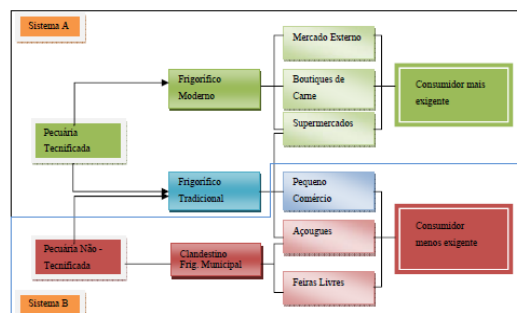 Sistema A
Mercado Externo
Frigorífico
Moderno
Boutiques de
Carne
Consumidor mais
exigente
Supermercados
Pecuária
Tecnificada
Frigorífico
Tradicional
Pequeno
Comércio
Pecuária Não -
Tecnificada
Clandestino
Frig. Municipal
Açougues
Consumidor
menos exigente
Feiras Livres
Sistema B